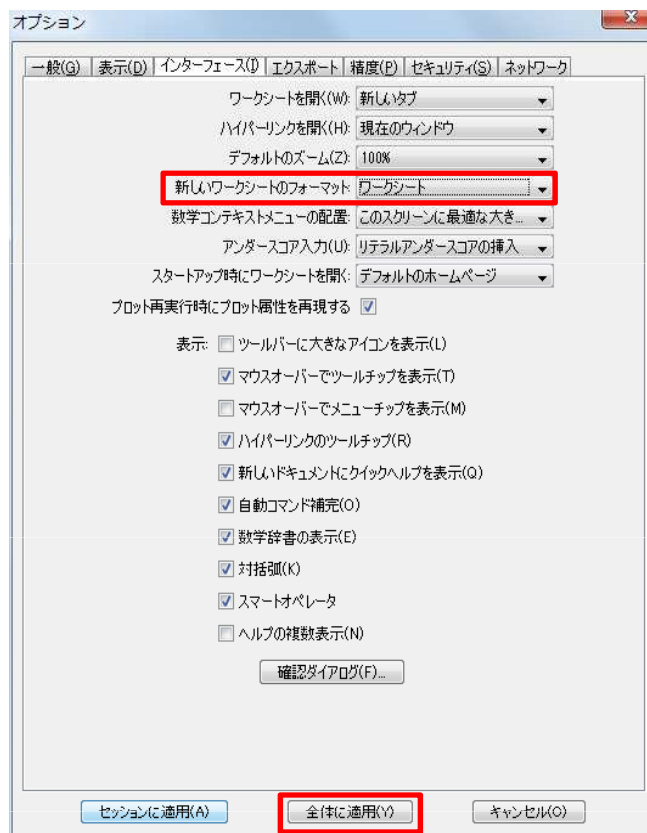 オプション
一般(G) 表示(D) インターフェース(I) エクスポート 精度(P) セキュリティ(S) ネットワーク
ワークシートを開く(W): 新しいタブ
ハイパーリンクを開く(H): 現在のウィンドウ
デフォルトのズーム(Z): 100%
新しいワークシートのフォーマット: ワークシート
数学コンテキストメニューの配置: このスクリーンに最適な大き...
アンダースコア入力(U): リテラルアンダースコアの挿入
スタートアップ時にワークシートを開く: デフォルトのホームページ
プロット再実行時にプロット属性を再現する
表示: ツールバーに大きなアイコンを表示(L)
マウスオーバーでツールチップを表示(T)
マウスオーバーでメニューチップを表示(M)
ハイパーリンクのツールチップ(R)
新しいドキュメントにクイックヘルプを表示(Q)
自動コマンド補完(O)
数学辞書の表示(E)
対括弧(K)
スマートオペレータ
ヘルプの複数表示(N)
確認ダイアログ(F)...
セッションに適用(A) 全体に適用(Y) キャンセル(O)